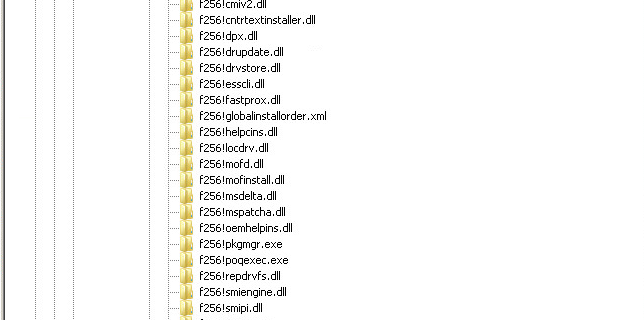 f256!cmiv2.dll
f256!cntrtextinstaller.dll
f256!dpx.dll
f256!drupdate.dll
f256!drvstore.dll
f256!esscli.dll
f256!fastprox.dll
f256!globalinstallorder.xml
f256!helpcins.dll
f256!locdrv.dll
f256!mofd.dll
f256!mofinstall.dll
f256!msdelta.dll
f256!mspatcha.dll
f256!oemhelpins.dll
f256!pkgmgr.exe
f256!poqexec.exe
f256!repdrvfs.dll
f256!smiengine.dll
f256!smipi.dll